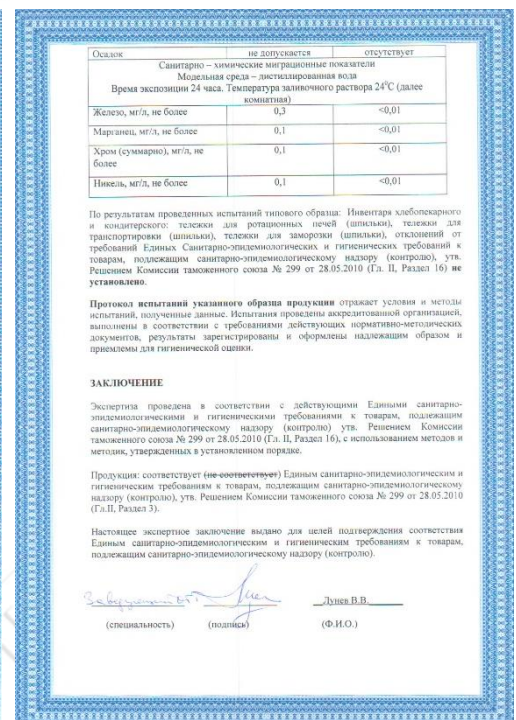 Осадок не допускается отсутствует
Санитарно – химические миграционные показатели
Модельная среда – дистиллированная вода
Время экспозиции 24 часа. Температура заливочного раствора 24⁰С (далее
комнатная)
Железо, мг/л, не более 0,3 <0,01
Марганец, мг/л, не более 0,1 <0,01
Хром (суммарно), мг/л, не
более 0,1 <0,01
Никель, мг/л, не более 0,1 <0,01
По результатам проведенных испытаний типового образца: Инвентаря хлебопекарного
и кондитерского: тележки для ротационных печей (шпильки), тележки для
транспортировки (шпильки), тележки для заморозки (шпильки), отклонений от
требований Единых Санитарно-эпидемиологических и гигиенических требований к
товарам, подлежащим санитарно-эпидемиологическому надзору (контролю), утв.
Решением Комиссии таможенного союза № 299 от 28.05.2010 (Гл. II, Раздел 16) не
установлено.
Протокол испытаний указанного образца продукции отражает условия и методы
испытаний, полученные данные. Испытания проведены аккредитованной организацией,
выполнены в соответствии с требованиями действующих нормативно-методических
документов, результаты зарегистрированы и оформлены надлежащим образом и
приемлемы для гигиенической оценки.
ЗАКЛЮЧЕНИЕ
Экспертиза проведена в соответствии с действующими Едиными санитарно-
эпидемиологическими и гигиеническими требованиями к товарам, подлежащим
санитарно-эпидемиологическому надзору (контролю) утв. Решением Комиссии
таможенного союза № 299 от 28.05.2010 (Гл. II, Раздел 16), с использованием методов и
методик, утвержденных в установленном порядке.
Продукция: соответствует (не соответствует) Единым санитарно-эпидемиологическим и
гигиеническим требованиям к товарам, подлежащим санитарно-эпидемиологическому
надзору (контролю), утв. Решением Комиссии таможенного союза № 299 от 28.05.2010
(Гл.II, Раздел 3).
Настоящее экспертное заключение выдано для целей подтверждения соответствия
Единым санитарно-эпидемиологическим и гигиеническим требованиям к товарам,
подлежащим санитарно-эпидемиологическому надзору (контролю).
Лунев В.В.
(специальность) (подпись) (Ф.И.О.)